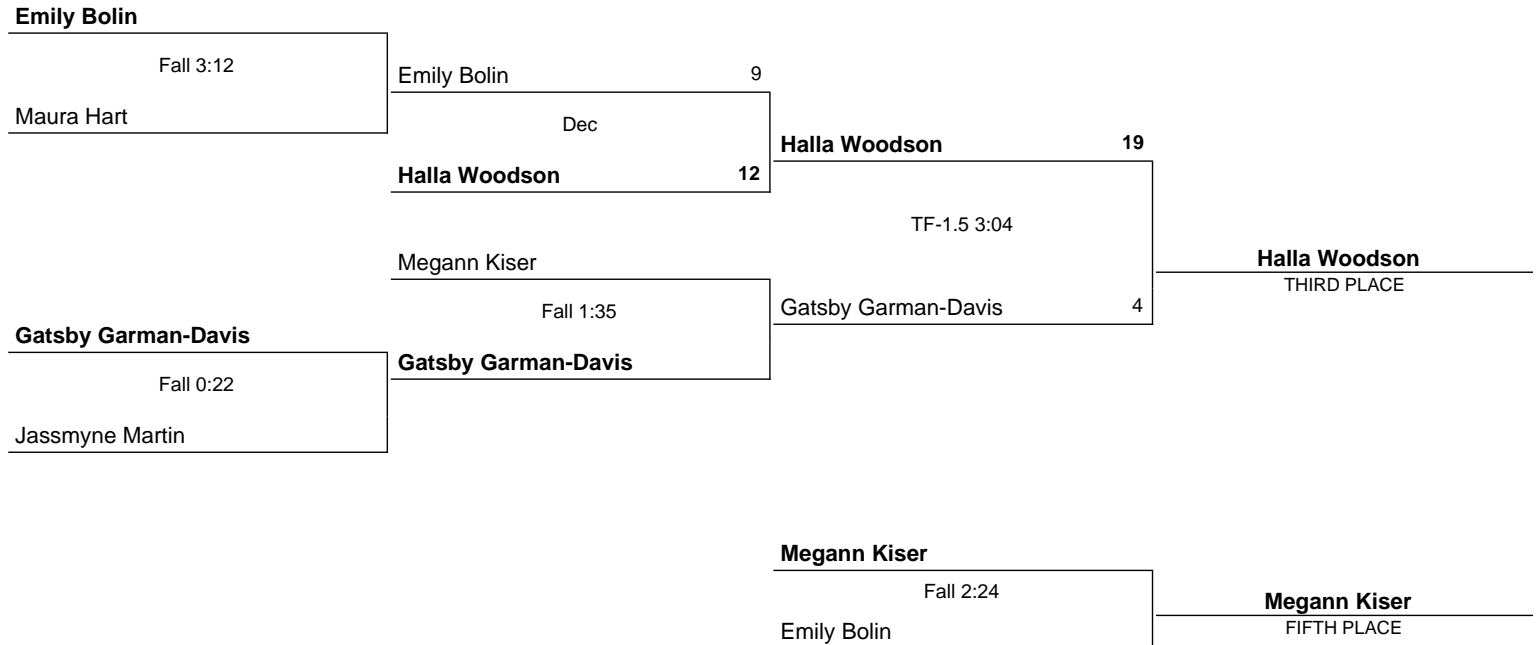 Emily Bolin
Fall 3:12
Maura Hart
Emily Bolin 9
Dec
Halla Woodson 12
Halla Woodson 19
TF-1.5 3:04
Gatsby Garman-Davis 4
Halla Woodson
THIRD PLACE
Megann Kiser
Fall 1:35
Gatsby Garman-Davis
Gatsby Garman-Davis
Fall 0:22
Jassmyne Martin
Megann Kiser
Fall 2:24
Emily Bolin
Megann Kiser
FIFTH PLACE